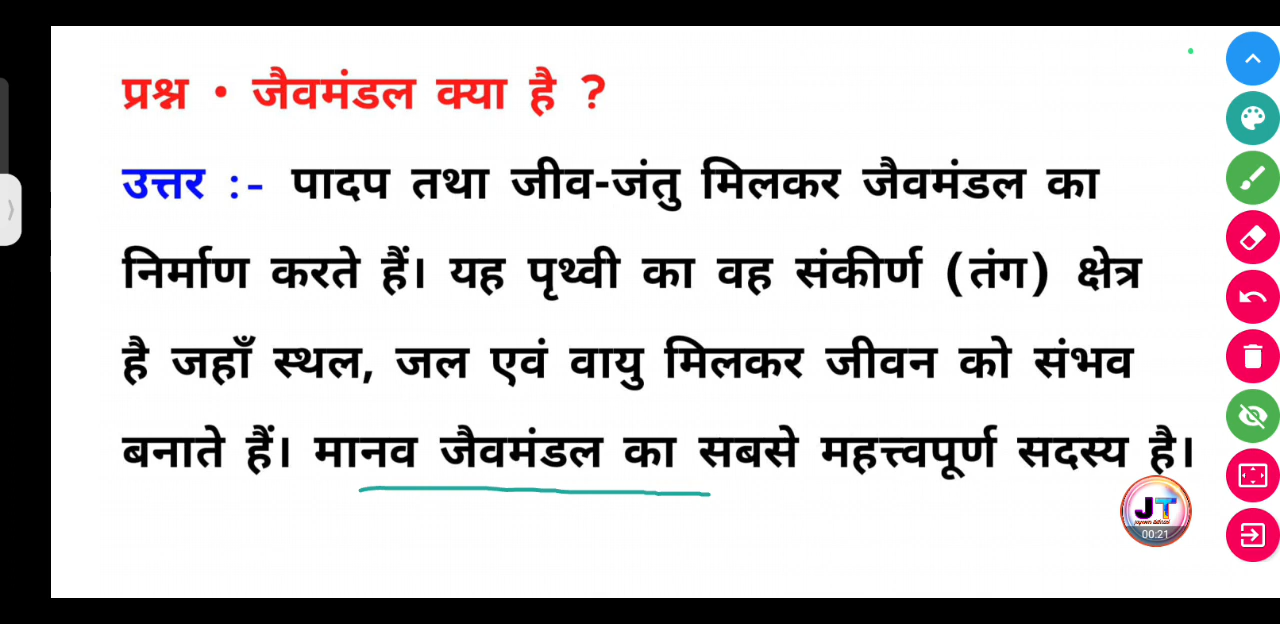 प्रश्न • जैवमंडल क्या है ?
उत्तर :- पादप तथा जीव-जंतु मिलकर जैवमंडल का
निर्माण करते हैं। यह पृथ्वी का वह संकीर्ण (तंग) क्षेत्र
है जहाँ स्थल, जल एवं वायु मिलकर जीवन को संभव
बनाते हैं। मानव जैवमंडल का सबसे महत्त्वपूर्ण सदस्य है।
JT
00:21